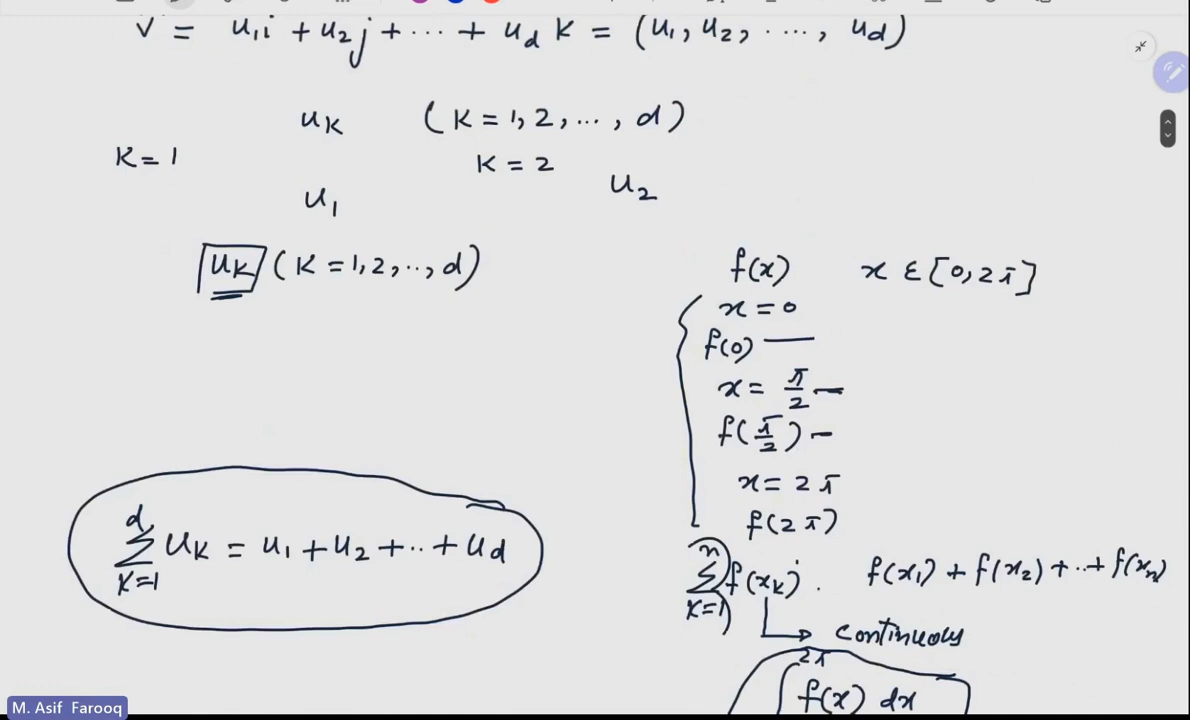 V = u₁i + u₂j + ··· + u_d K = (u₁, u₂, ····, u_d)
u_K (K = 1, 2, ..., d)
K = 1 K = 2
u₁ u₂
u_K (K = 1, 2, .., d)
f(x) x ε [0, 2π]
x = 0
f(0) —
x = π/2 –
f(π/2) –
x = 2π
f(2π)
∑_{K=1}^{d} u_K = u₁ + u₂ + ·· + u_d
∑_{K=1}^{n} f(x_K) . f(x₁) + f(x₂) + ·· + f(x_n)
↳ continuously
∫^{2π} f(x) dx
M. Asif Farooq